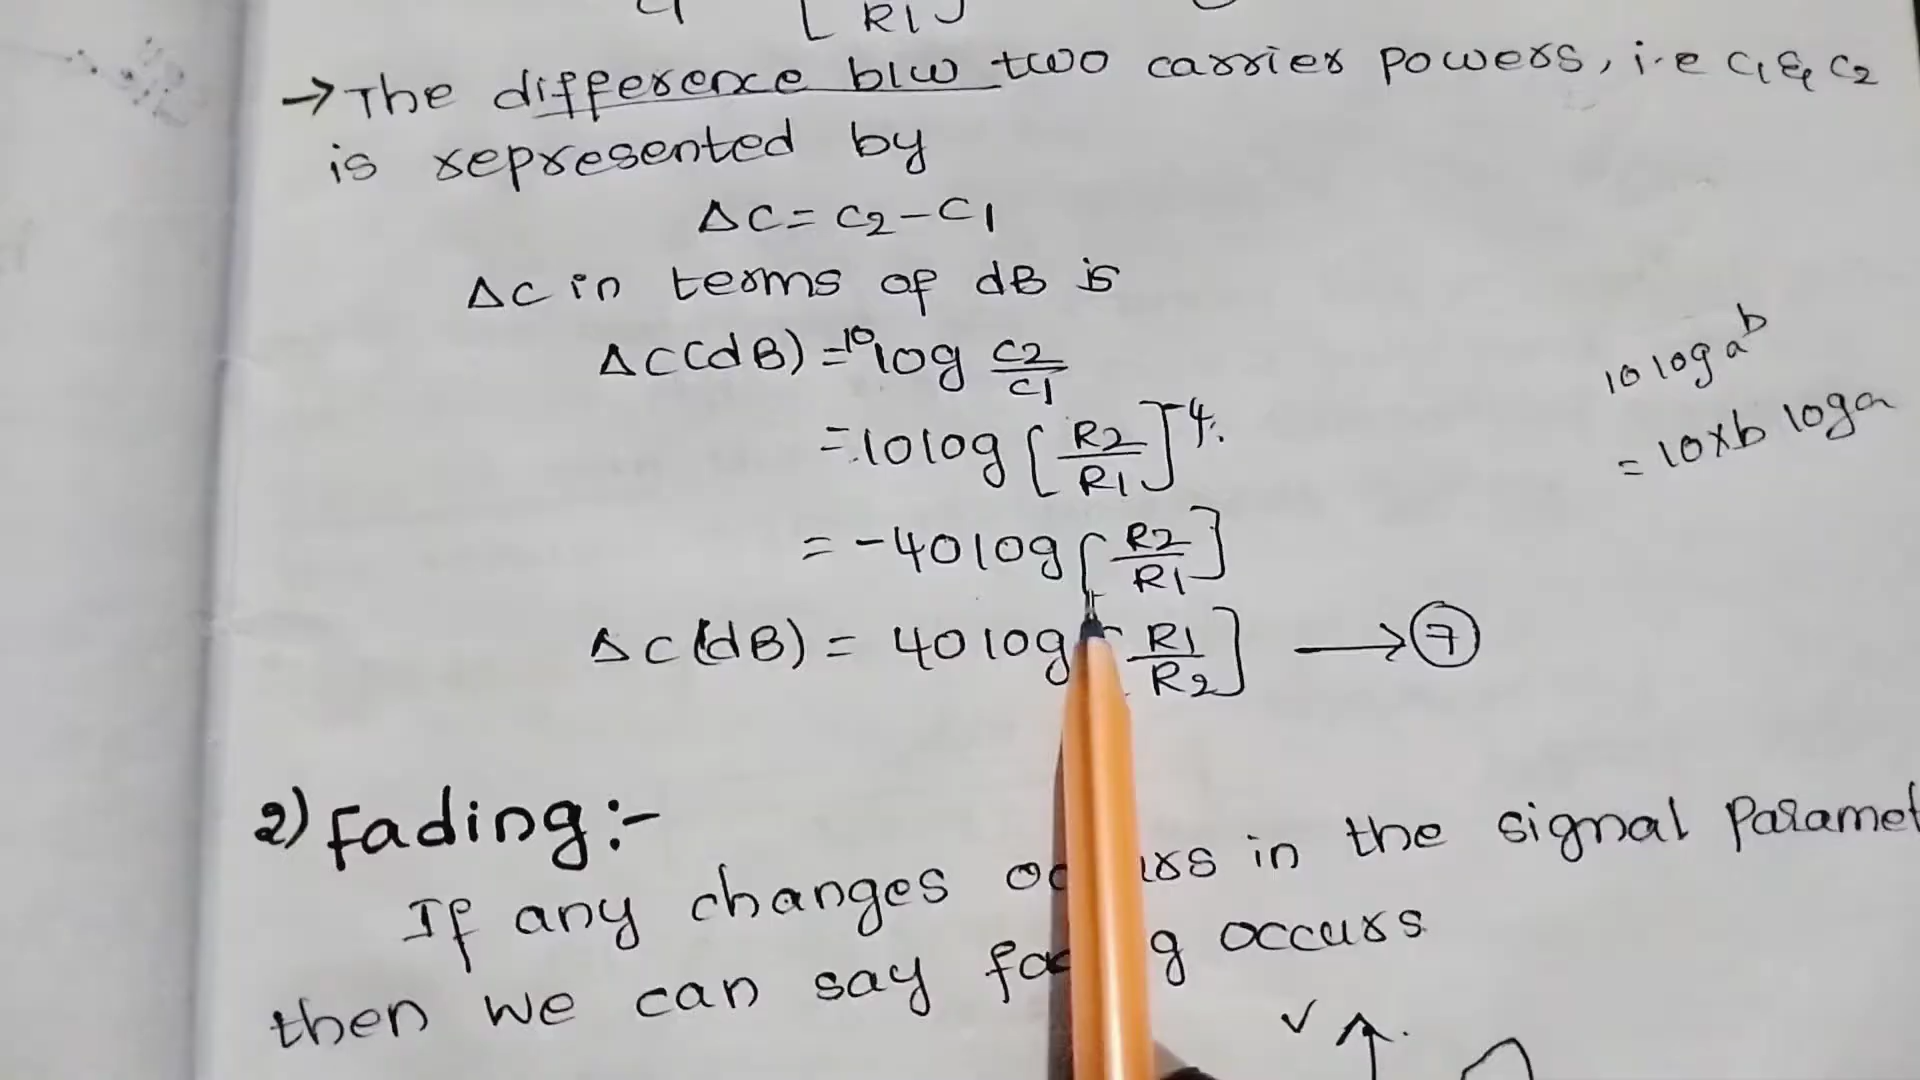 [R1]
→ The difference b/w two carrier powers, i.e C1 & C2
is represented by
ΔC = C2 - C1
ΔC in terms of dB is
ΔC(dB) = 10 log C2/C1
= 10 log [R2/R1]^-4
10 log a^b
= 10×b log a
= -40 log [R2/R1]
ΔC(dB) = 40 log [R1/R2] → 7
2) Fading :-
If any changes in the signal
then we can say occurs
V